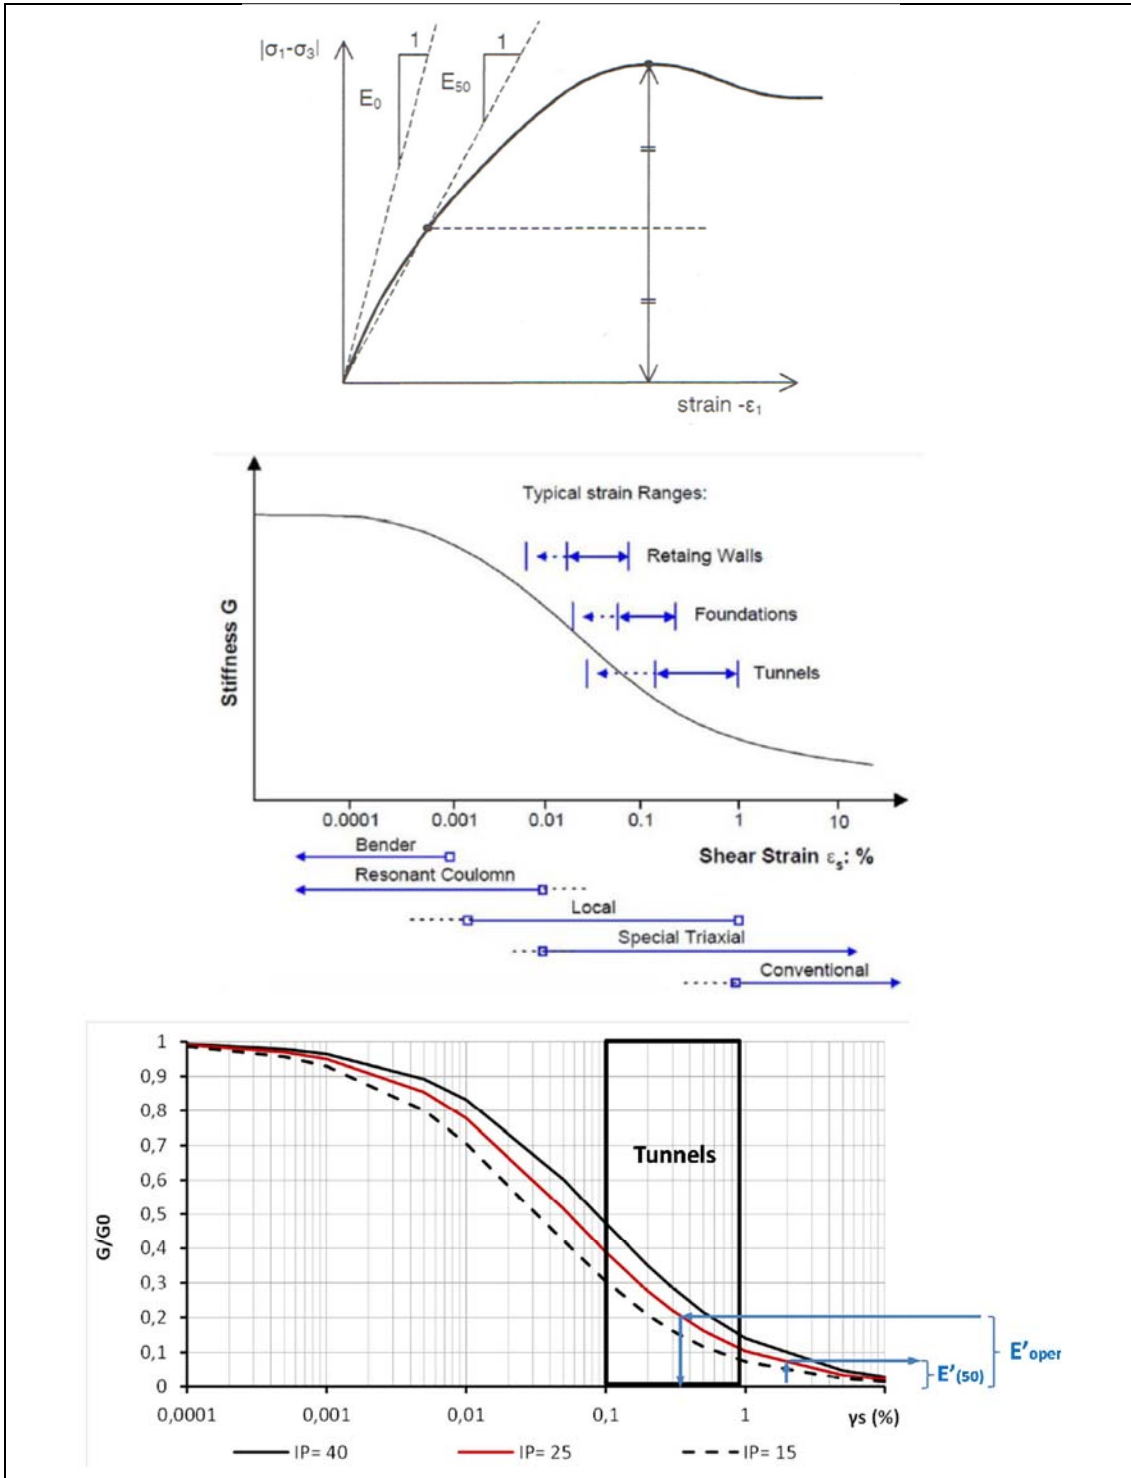 |σ1-σ3|
1
1
E0
E50
strain -ε1
Typical strain Ranges:
Retaing Walls
Foundations
Tunnels
Stiffness G
0.0001 0.001 0.01 0.1 1 10
Shear Strain εs: %
Bender
Resonant Coulomn
Local
Special Triaxial
Conventional
1
0,9
0,8
0,7
0,6
0,5
0,4
0,3
0,2
0,1
0
G/G0
Tunnels
E'oper
E'(50)
0,0001 0,001 0,01 0,1 1 γs (%)
IP= 40 IP= 25 IP= 15